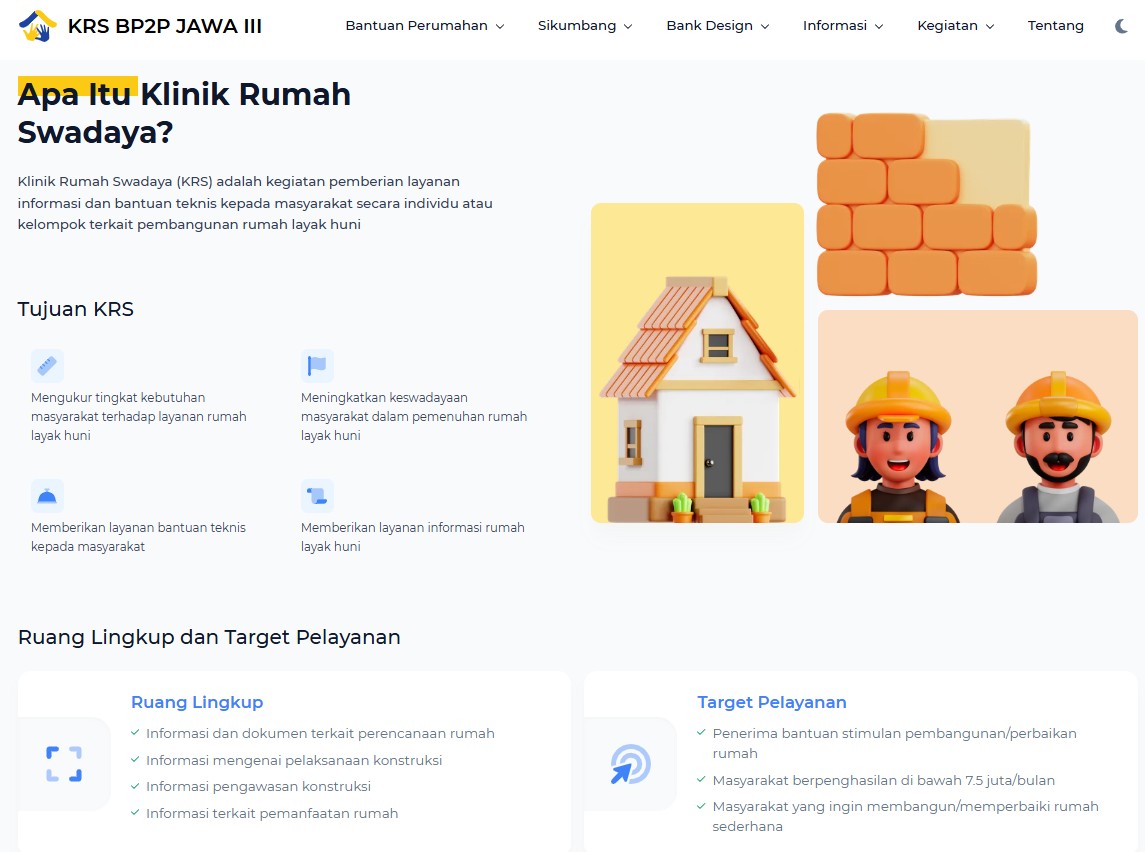 KRS BP2P JAWA III
Bantuan Perumahan
Sikumbang
Bank Design
Informasi
Kegiatan
Tentang
Apa Itu Klinik Rumah
Swadaya?
Klinik Rumah Swadaya (KRS) adalah kegiatan pemberian layanan
informasi dan bantuan teknis kepada masyarakat secara individu atau
kelompok terkait pembangunan rumah layak huni
Tujuan KRS
Mengukur tingkat kebutuhan
masyarakat terhadap layanan rumah
layak huni
Meningkatkan keswadayaan
masyarakat dalam pemenuhan rumah
layak huni
Memberikan layanan bantuan teknis
kepada masyarakat
Memberikan layanan informasi rumah
layak huni
Ruang Lingkup dan Target Pelayanan
Ruang Lingkup
Informasi dan dokumen terkait perencanaan rumah
Informasi mengenai pelaksanaan konstruksi
Informasi pengawasan konstruksi
Informasi terkait pemanfaatan rumah
Target Pelayanan
Penerima bantuan stimulan pembangunan/perbaikan
rumah
Masyarakat berpenghasilan di bawah 7.5 juta/bulan
Masyarakat yang ingin membangun/memperbaiki rumah
sederhana